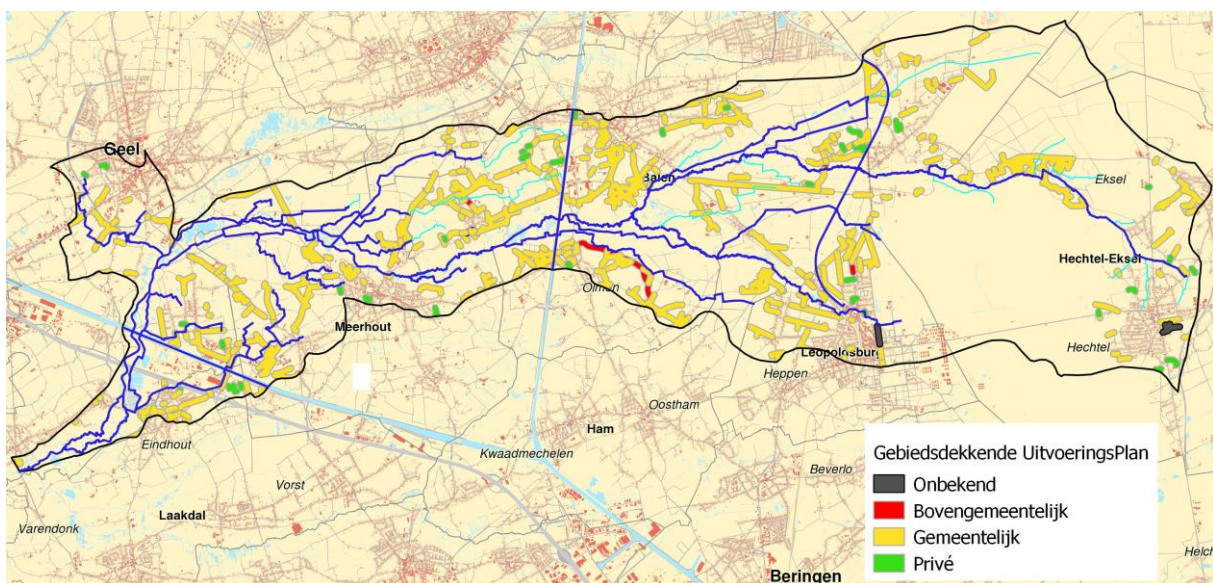 Geel
Balen
Eksel
Hechtel-Eksel
Olmen
Meerhout
Leopoldsburg
Hechtel
Heppen
Oostham
Ham
Eindhout
Kwaadmechelen
Beverlo
Vorst
Laakdal
Varendonk
Beringen
Helch
Gebiedsdekkende UitvoeringsPlan
Onbekend
Bovengemeentelijk
Gemeentelijk
Privé